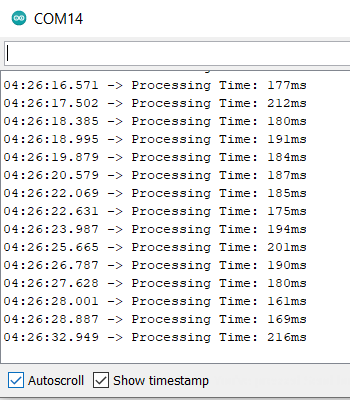 COM14
04:26:16.571 -> Processing Time: 177ms
04:26:17.502 -> Processing Time: 212ms
04:26:18.385 -> Processing Time: 180ms
04:26:18.995 -> Processing Time: 191ms
04:26:19.879 -> Processing Time: 184ms
04:26:20.579 -> Processing Time: 187ms
04:26:22.069 -> Processing Time: 185ms
04:26:22.631 -> Processing Time: 175ms
04:26:23.987 -> Processing Time: 194ms
04:26:25.665 -> Processing Time: 201ms
04:26:26.787 -> Processing Time: 190ms
04:26:27.628 -> Processing Time: 180ms
04:26:28.001 -> Processing Time: 161ms
04:26:28.887 -> Processing Time: 169ms
04:26:32.949 -> Processing Time: 216ms
Autoscroll Show timestamp